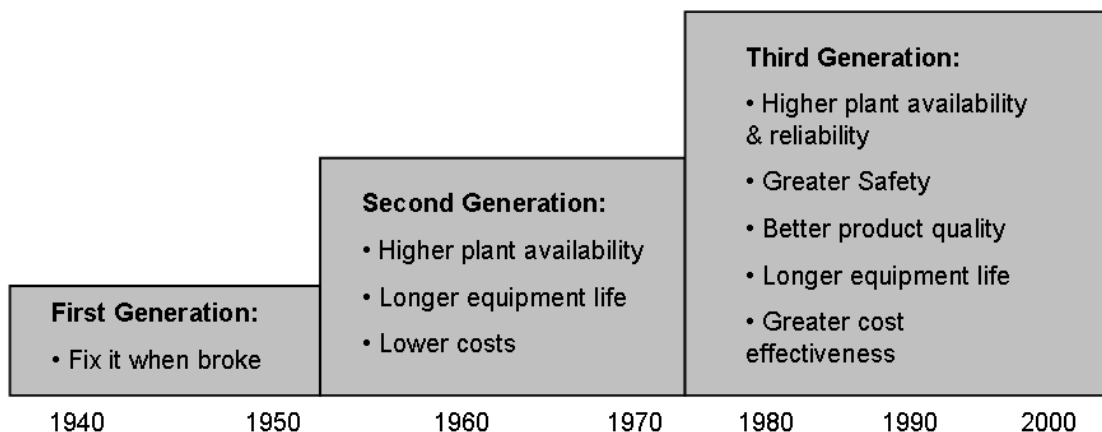 First Generation:
• Fix it when broke
Second Generation:
• Higher plant availability
• Longer equipment life
• Lower costs
Third Generation:
• Higher plant availability
& reliability
• Greater Safety
• Better product quality
• Longer equipment life
• Greater cost
effectiveness
1940 1950 1960 1970 1980 1990 2000